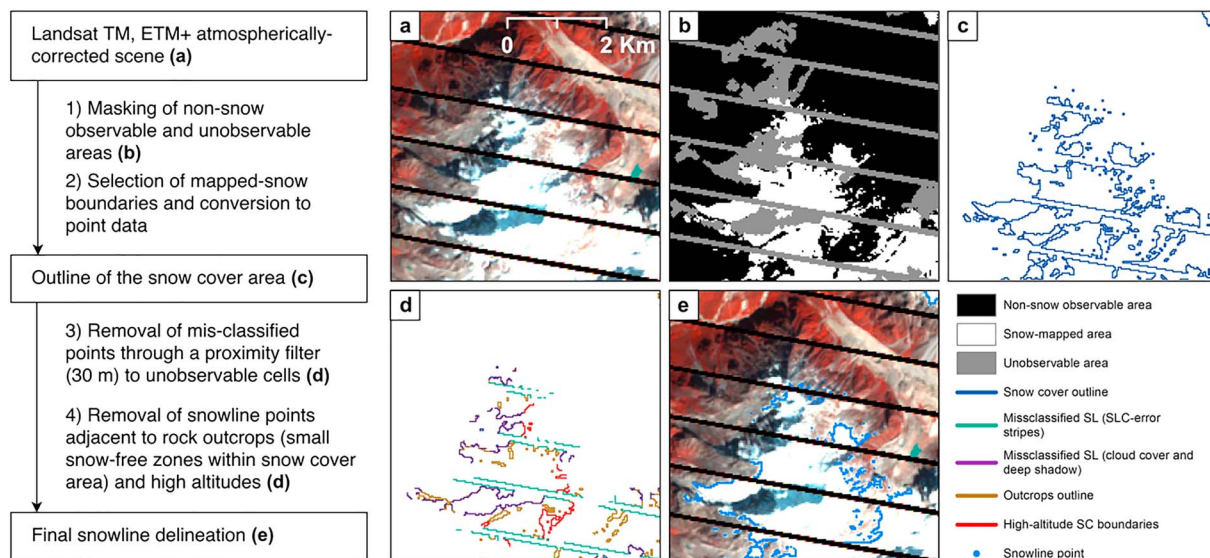 Landsat TM, ETM+ atmospherically-
corrected scene (a)
1) Masking of non-snow
observable and unobservable
areas (b)
2) Selection of mapped-snow
boundaries and conversion to
point data
Outline of the snow cover area (c)
3) Removal of mis-classified
points through a proximity filter
(30 m) to unobservable cells (d)
4) Removal of snowline points
adjacent to rock outcrops (small
snow-free zones within snow cover
area) and high altitudes (d)
Final snowline delineation (e)
a
0 2 Km
b
c
d
e
Non-snow observable area
Snow-mapped area
Unobservable area
Snow cover outline
Missclassified SL (SLC-error
stripes)
Missclassified SL (cloud cover and
deep shadow)
Outcrops outline
High-altitude SC boundaries
Snowline point